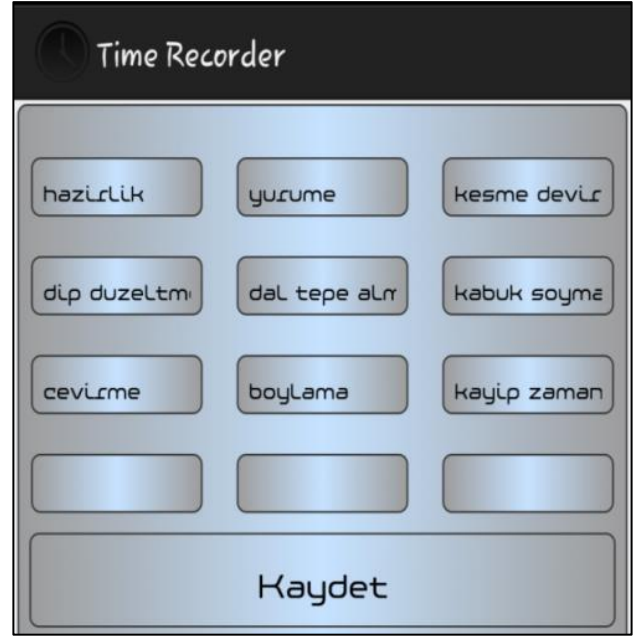 Time Recorder
hazirlik yurume kesme devir
dip duzeltm dal tepe alm kabuk soyma
cevirme boylama kayip zaman
Kaydet